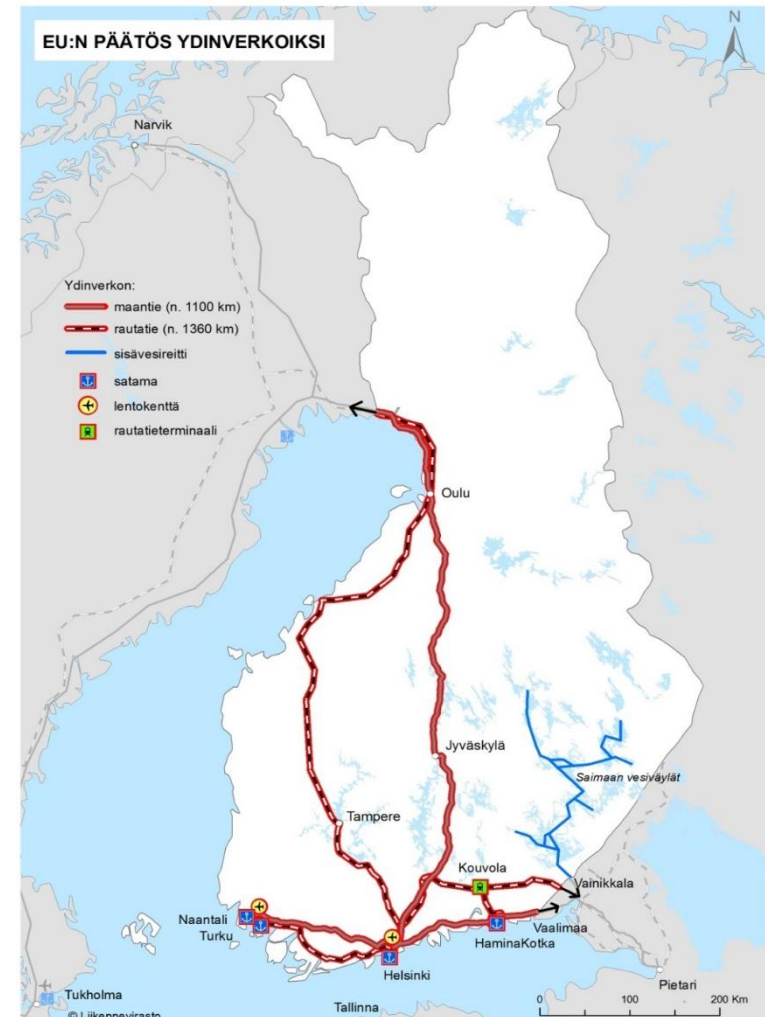 EU:N PÄÄTÖS YDINVERKOIKSI
N
Narvik
Ydinverkon:
maantie (n. 1100 km)
rautatie (n. 1360 km)
sisävesireitti
satama
lentokenttä
rautatieterminaali
Oulu
Jyväskylä
Saimaan vesiväylät
Tampere
Kouvola
Vainikkala
Naantali
Turku
Vaalimaa
HaminaKotka
Helsinki
Pietari
Tukholma
Tallinna
0 100 200 Km
© Liikennevirasto